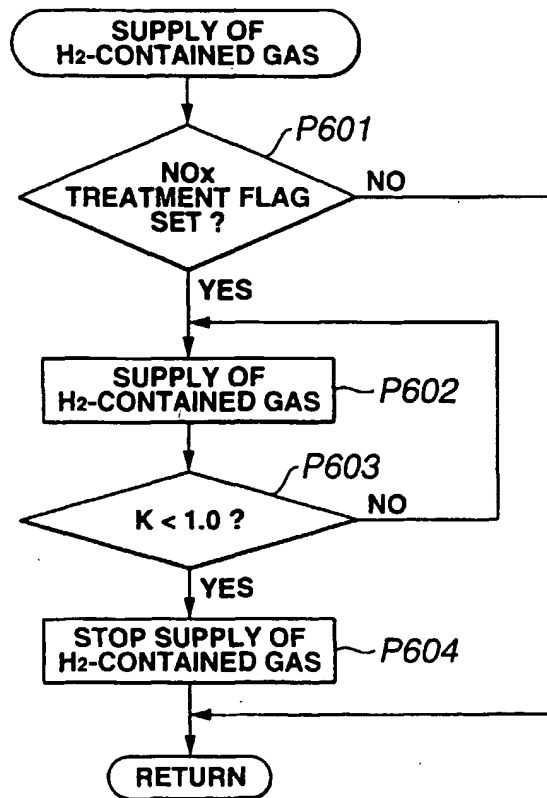 SUPPLY OF
H2-CONTAINED GAS
P601
NOx
TREATMENT FLAG
SET ?
NO
YES
SUPPLY OF
H2-CONTAINED GAS
P602
P603
K < 1.0 ?
NO
YES
STOP SUPPLY OF
H2-CONTAINED GAS
P604
RETURN